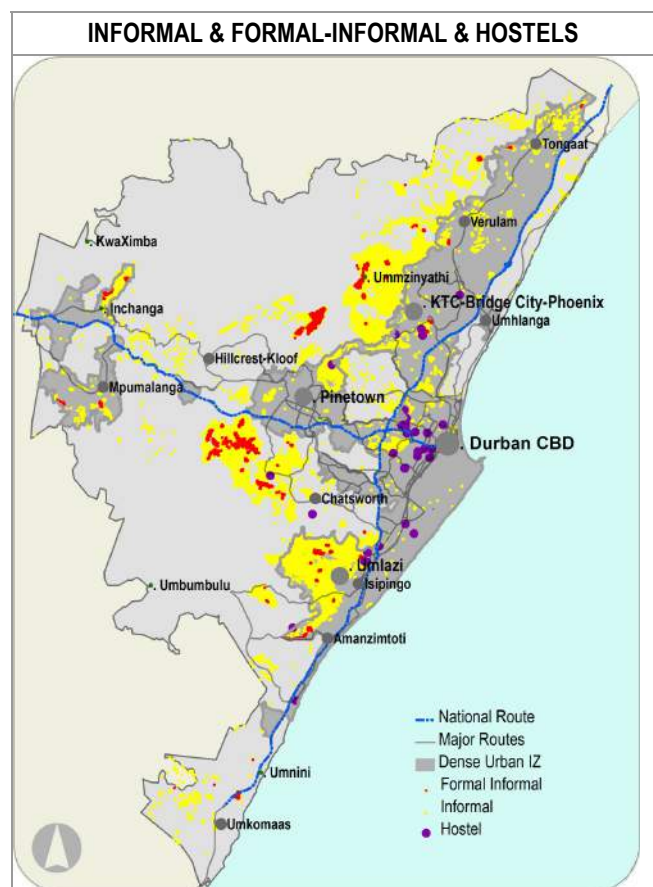 INFORMAL & FORMAL-INFORMAL & HOSTELS
Tongaat
Verulam
KwaXimba
Ummzinyathi
KTC-Bridge City-Phoenix
Inchanga
Umhlanga
Hillcrest-Kloof
Mpumalanga
Pinetown
Durban CBD
Chatsworth
Umlazi
Umbumbulu
Isipingo
Amanzimtoti
National Route
Major Routes
Dense Urban IZ
Umnini
Formal Informal
Informal
Umkomaas
Hostel